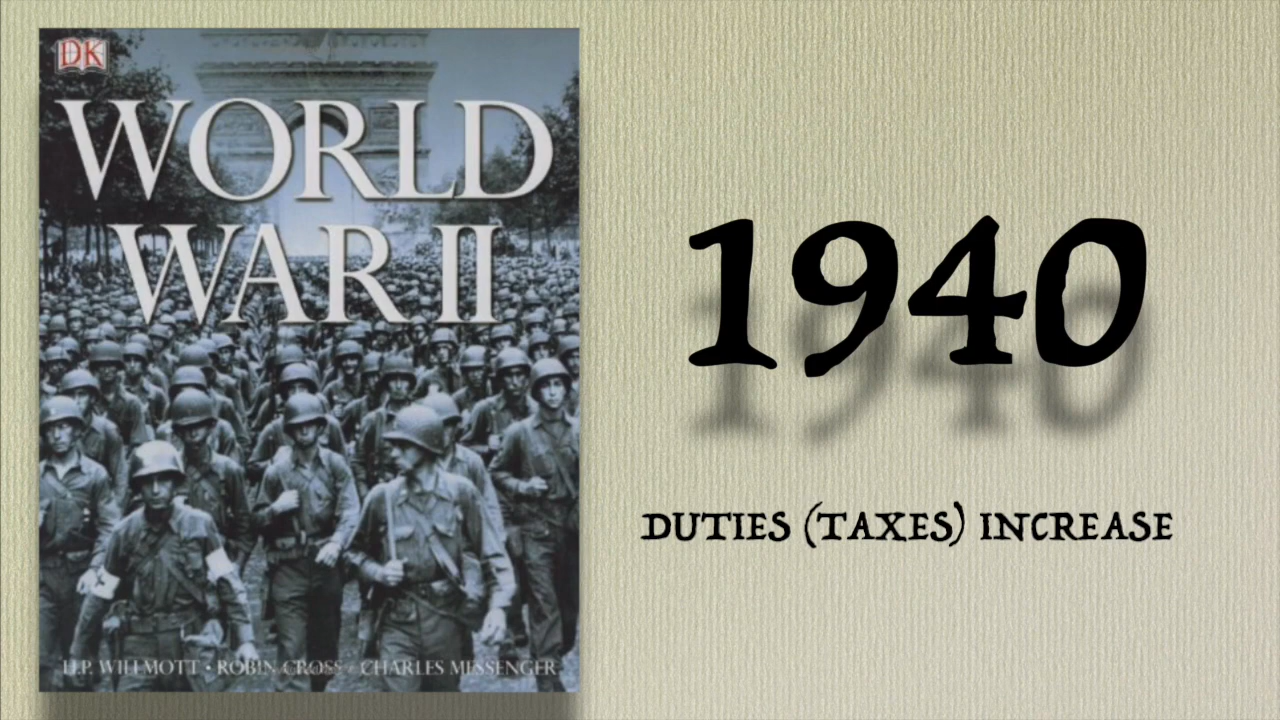 DK
WORLD
WAR II
H.P. WILLMOTT • ROBIN CROSS • CHARLES MESSENGER
1940
DUTIES (TAXES) INCREASE